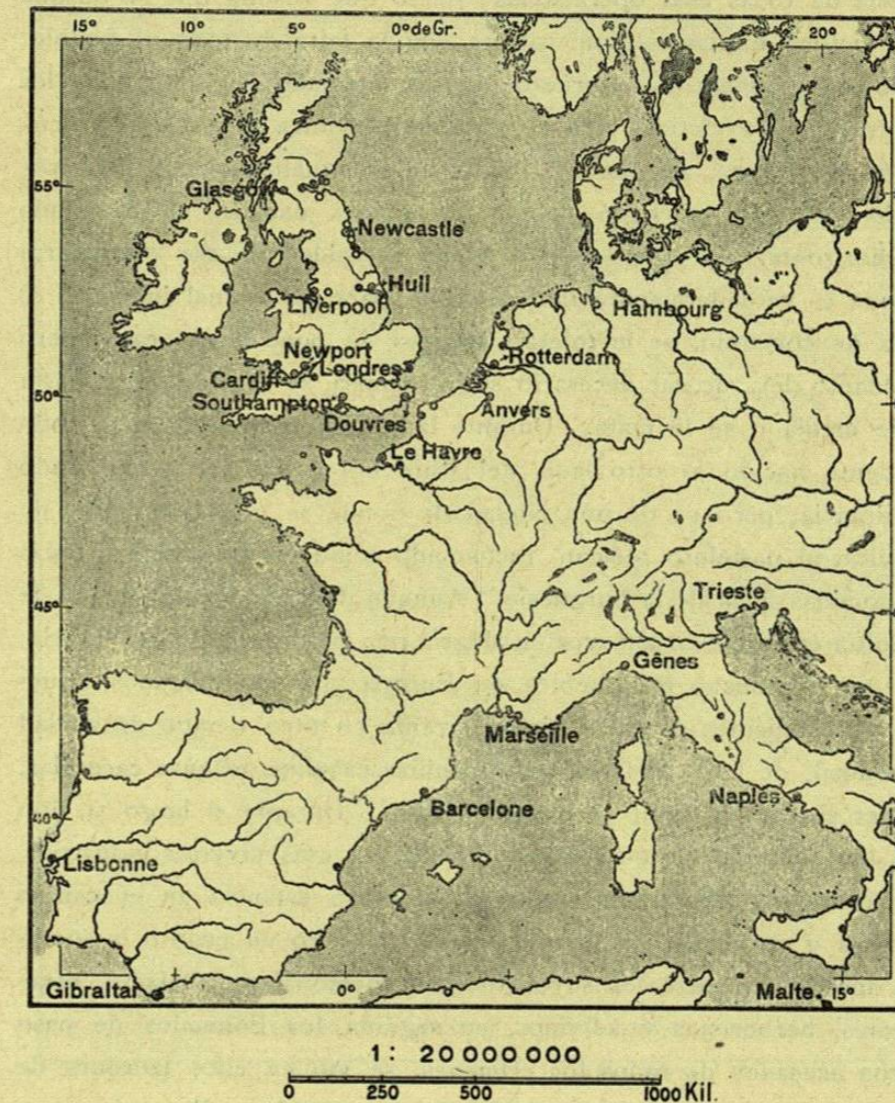 15° 10° 5° 0° de Gr. 20°
55°
Glasgow
Newcastle
Hull
Liverpool
Hambourg
Newport
Londres
Rotterdam
Cardiff
50°
Southampton
Anvers
Douvres
Le Havre
45°
Trieste
Gênes
Marseille
Barcelone
Naples
40°
Lisbonne
Gibraltar
0°
Malte.
15°
1: 20 000 000
0 250 500 1000 Kil.